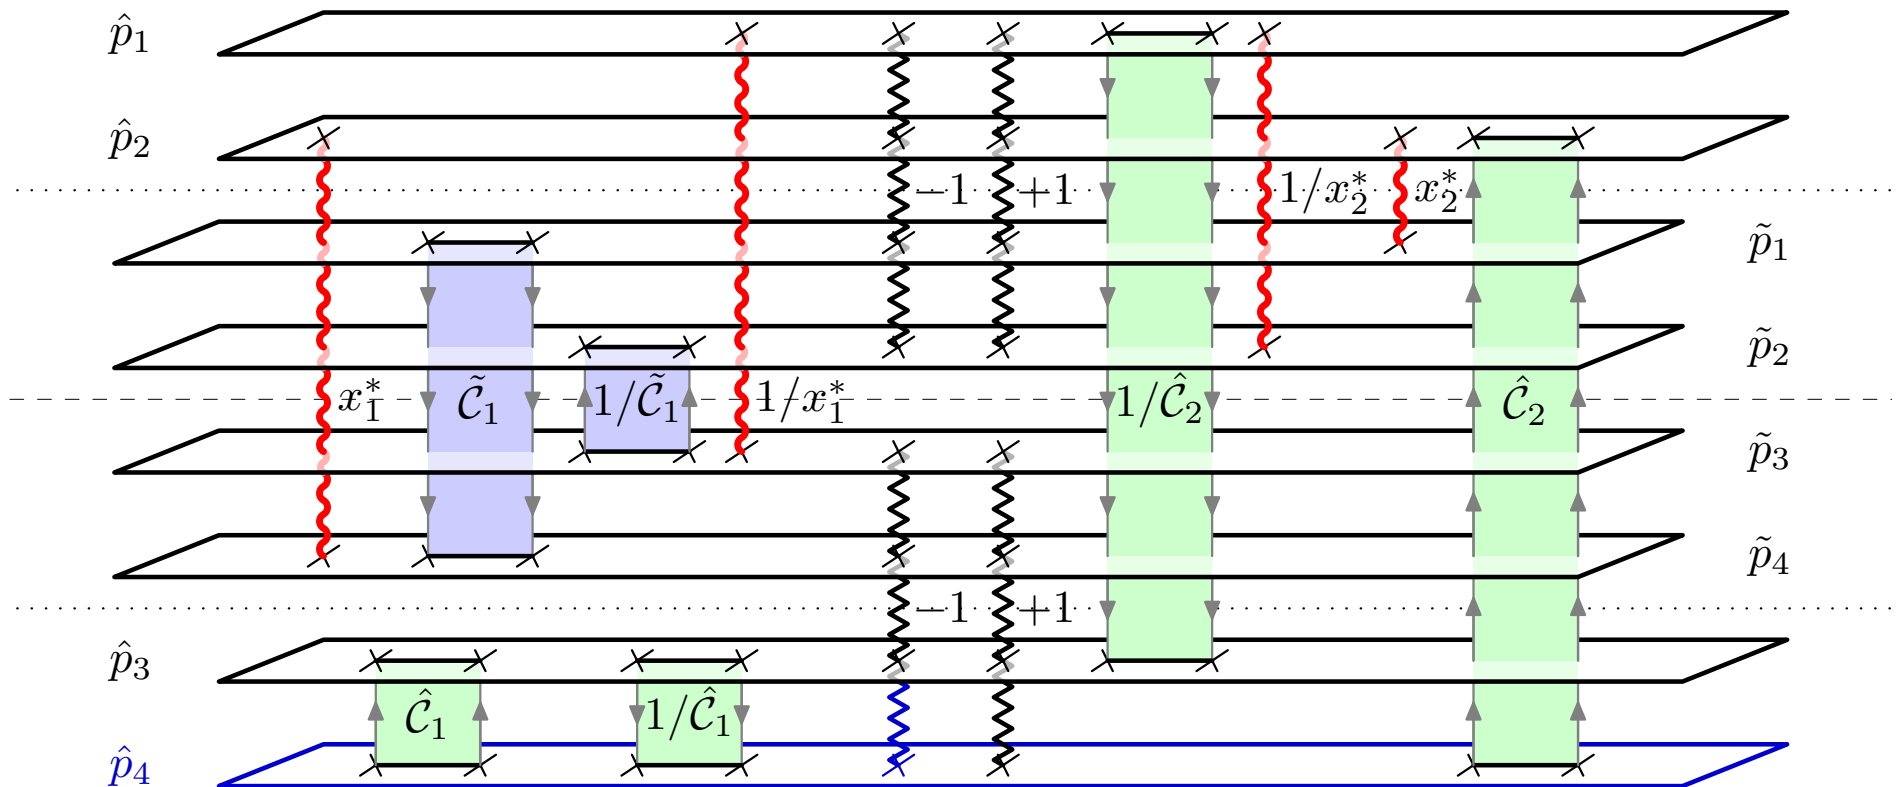 p̂₁
p̂₂
−1 +1 1/x₂* x₂*
p̃₁
p̃₂
x₁* C̃₁ 1/C̃₁ 1/x₁* 1/Ĉ₂ Ĉ₂
p̃₃
p̃₄
−1 +1
p̂₃
Ĉ₁ 1/Ĉ₁
p̂₄